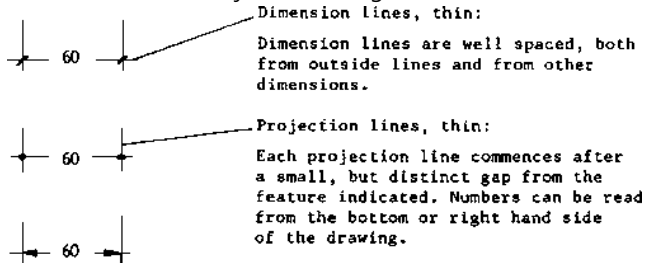 Dimension lines, thin:
Dimension lines are well spaced, both
from outside lines and from other
dimensions.
60
Projection lines, thin:
Each projection line commences after
a small, but distinct gap from the
feature indicated. Numbers can be read
from the bottom or right hand side
of the drawing.
60
60